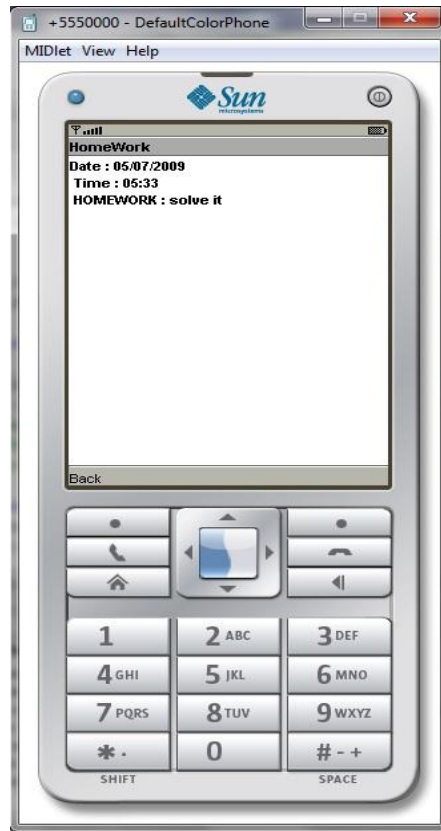 +5550000 - DefaultColorPhone
MIDlet View Help
Sun
microsystems
HomeWork
Date : 05/07/2009
Time : 05:33
HOMEWORK : solve it
Back
1 2 ABC 3 DEF
4 GHI 5 JKL 6 MNO
7 PQRS 8 TUV 9 WXYZ
* . 0 # - +
SHIFT SPACE